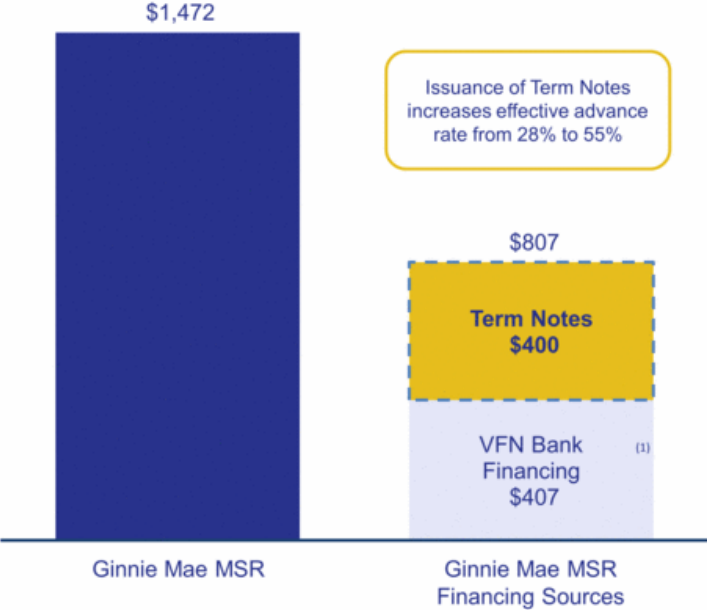 $1,472
Issuance of Term Notes
increases effective advance
rate from 28% to 55%
$807
Term Notes
$400
VFN Bank (1)
Financing
$407
Ginnie Mae MSR
Ginnie Mae MSR
Financing Sources